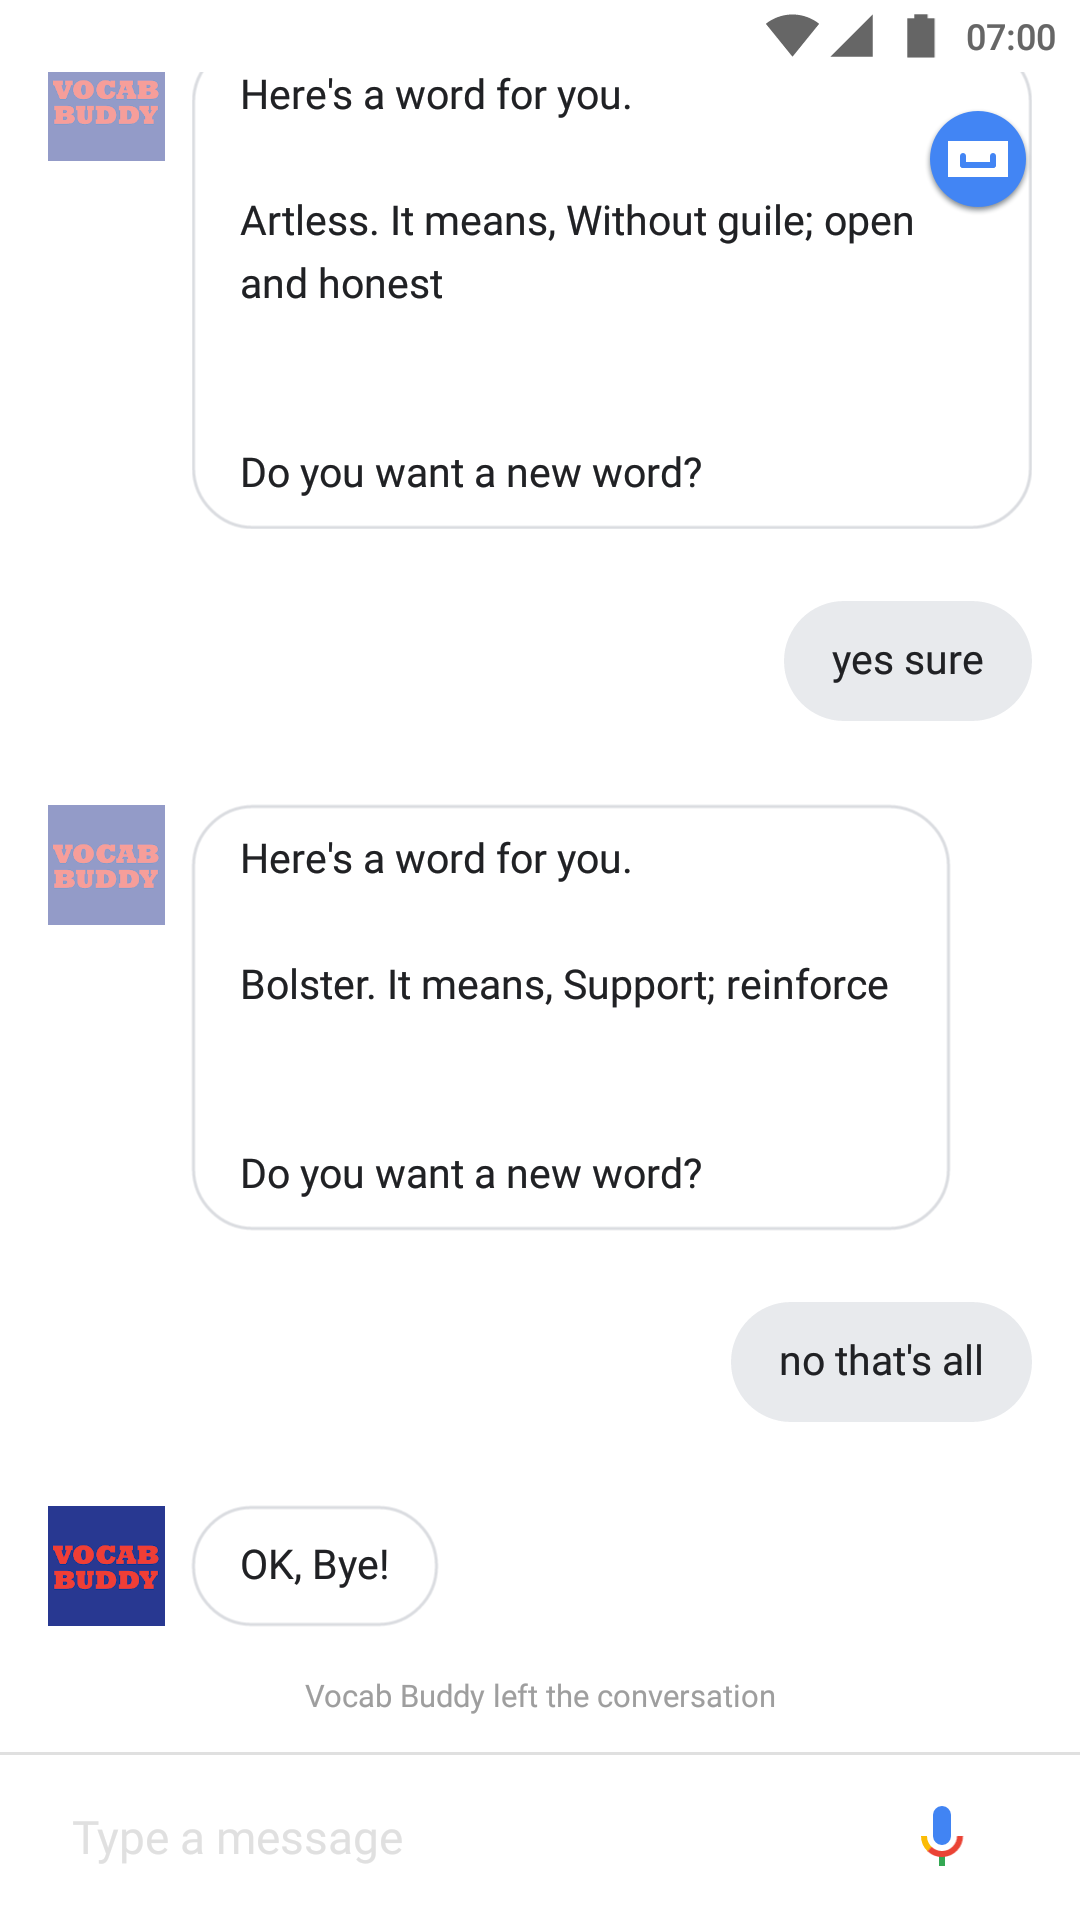 07:00
VOCAB
BUDDY
Here's a word for you.
Artless. It means, Without guile; open
and honest
Do you want a new word?
yes sure
VOCAB
BUDDY
Here's a word for you.
Bolster. It means, Support; reinforce
Do you want a new word?
no that's all
VOCAB
BUDDY
OK, Bye!
Vocab Buddy left the conversation
Type a message